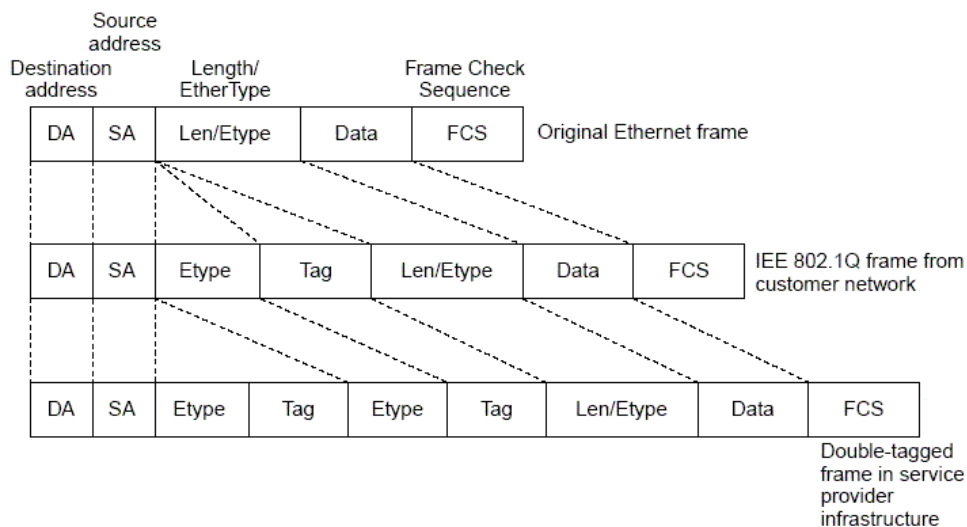 Source
address
Destination
address
Length/
EtherType
Frame Check
Sequence
DA
SA
Len/Etype
Data
FCS
Original Ethernet frame
DA
SA
Etype
Tag
Len/Etype
Data
FCS
IEE 802.1Q frame from
customer network
DA
SA
Etype
Tag
Etype
Tag
Len/Etype
Data
FCS
Double-tagged
frame in service
provider
infrastructure